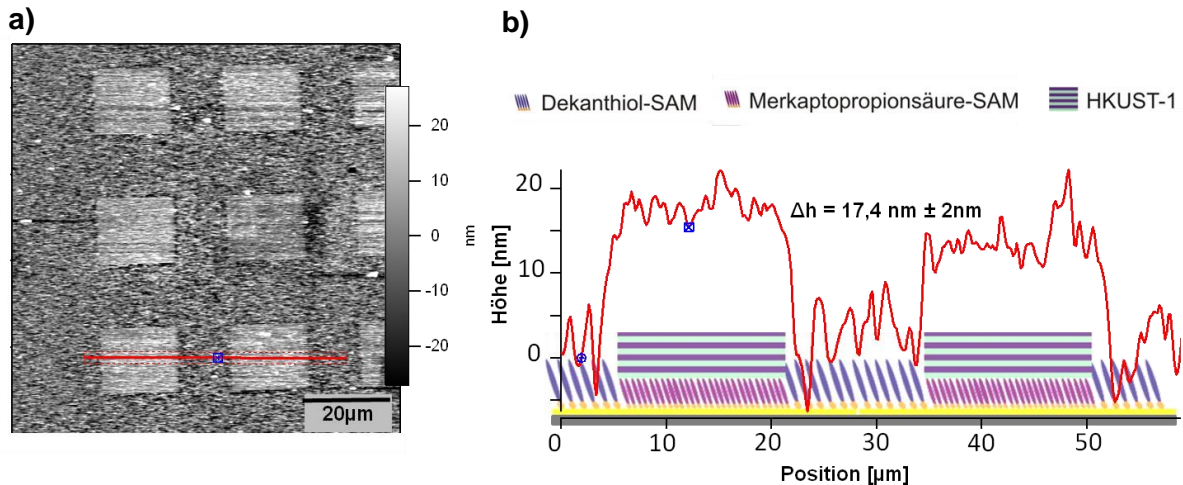 a)
20
10
0
-10
-20
nm
20µm
b)
Dekanthiol-SAM Merkaptopropionsäure-SAM HKUST-1
Höhe [nm]
20
10
0
Δh = 17,4 nm ± 2nm
0 10 20 30 40 50
Position [µm]